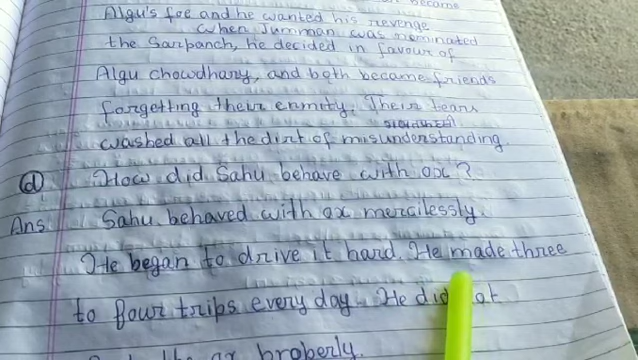 became
Algu's foe and he wanted his revenge
When Jumman was nominated
the Sarpanch, he decided in favour of
Algu chowdhary, and both became friends
forgetting their enmity. Their tears
washed all the dirt of misunderstanding.
(d) How did Sahu behave with ox?
Ans Sahu behaved with ox mercilessly.
He began to drive it hard. He made three
to four trips every day. He did
the ox properly.